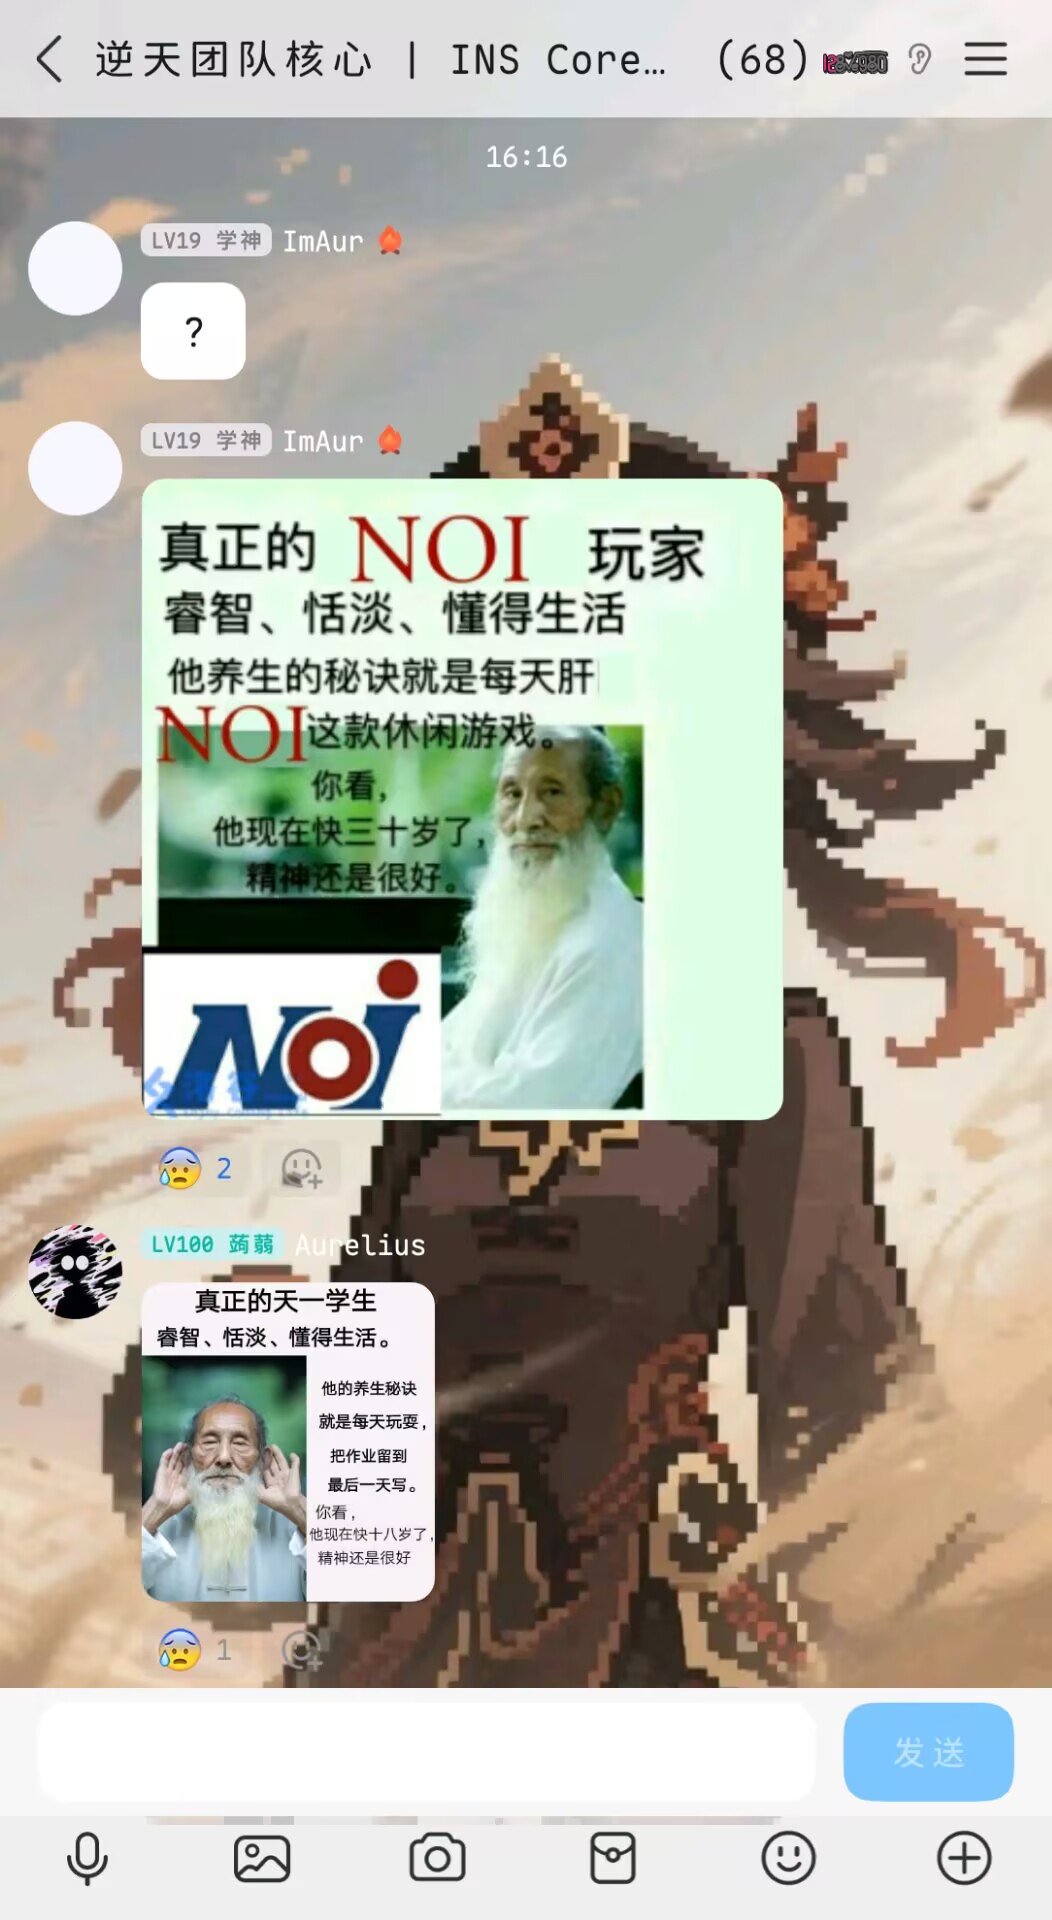 逆天团队核心 | INS Core… (68)
16:16
LV19 学神 ImAur
?
LV19 学神 ImAur
真正的 NOI 玩家
睿智、恬淡、懂得生活
他养生的秘诀就是每天肝
NOI这款休闲游戏。
你看,
他现在快三十岁了,
精神还是很好。
NOI
2
LV100 蒟蒻 Aurelius
真正的天一学生
睿智、恬淡、懂得生活。
他的养生秘诀
就是每天玩耍,
把作业留到
最后一天写。
你看,
他现在快十八岁了,
精神还是很好
1
发送